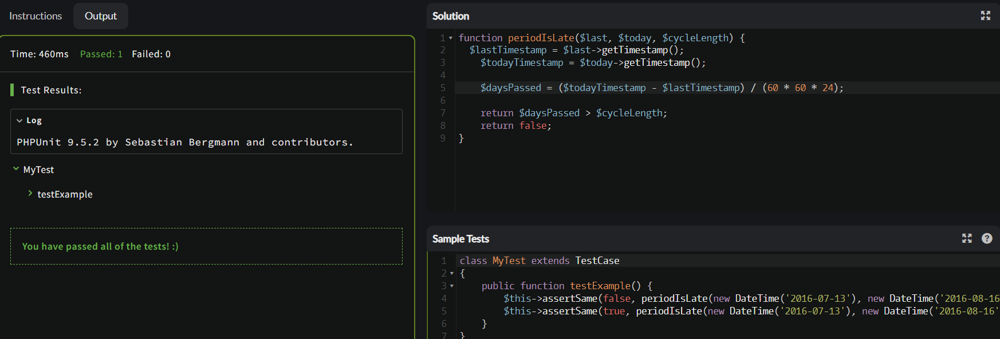 Instructions
Output
Time: 460ms Passed: 1 Failed: 0
Test Results:
Log
PHPUnit 9.5.2 by Sebastian Bergmann and contributors.
MyTest
testExample
You have passed all of the tests! :)
Solution
1 function periodIsLate($last, $today, $cycleLength) {
2   $lastTimestamp = $last->getTimestamp();
3     $todayTimestamp = $today->getTimestamp();
4
5     $daysPassed = ($todayTimestamp - $lastTimestamp) / (60 * 60 * 24);
6
7     return $daysPassed > $cycleLength;
8     return false;
9 }
Sample Tests
?
1 class MyTest extends TestCase
2 {
3     public function testExample() {
4         $this->assertSame(false, periodIsLate(new DateTime('2016-07-13'), new DateTime('2016-08-16
5         $this->assertSame(true, periodIsLate(new DateTime('2016-07-13'), new DateTime('2016-08-16'
6     }
7 }